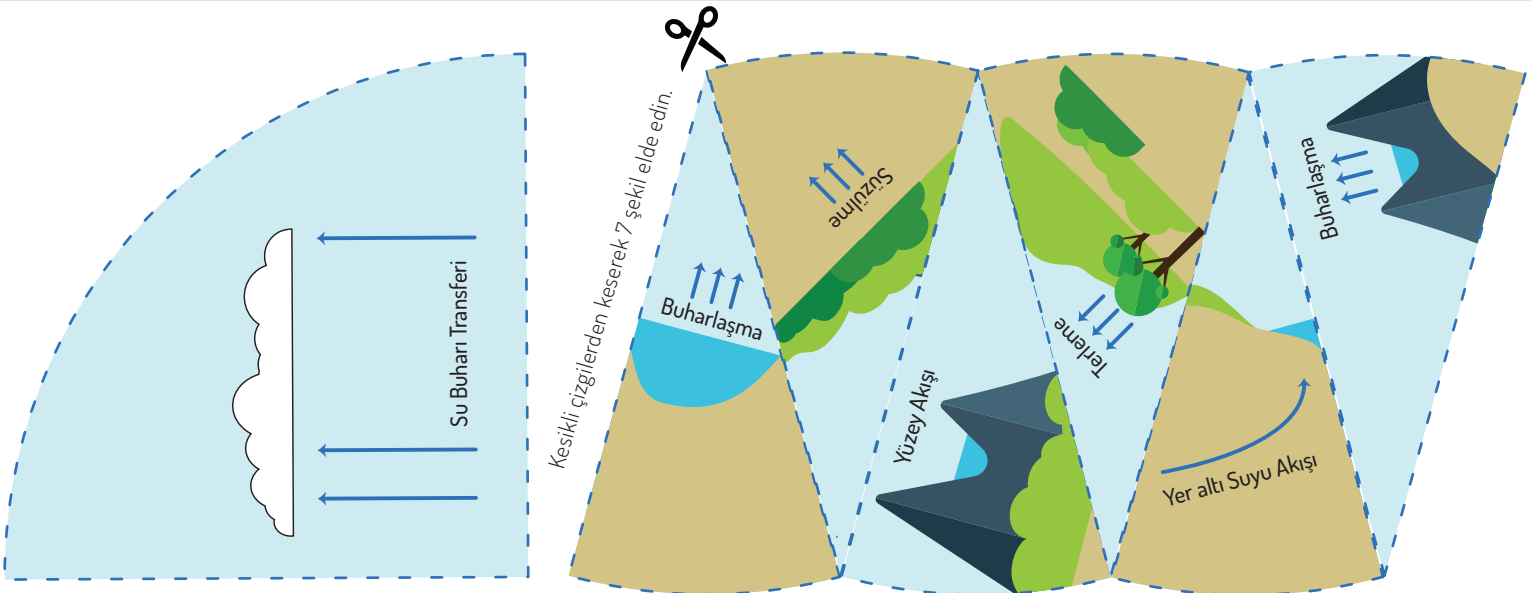 Su Buharı Transferi
Kesikli çizgilerden keserek 7 şekil elde edin.
Buharlaşma
Süzülme
Yüzey Akışı
Terleme
Yer altı Suyu Akışı
Buharlaşma